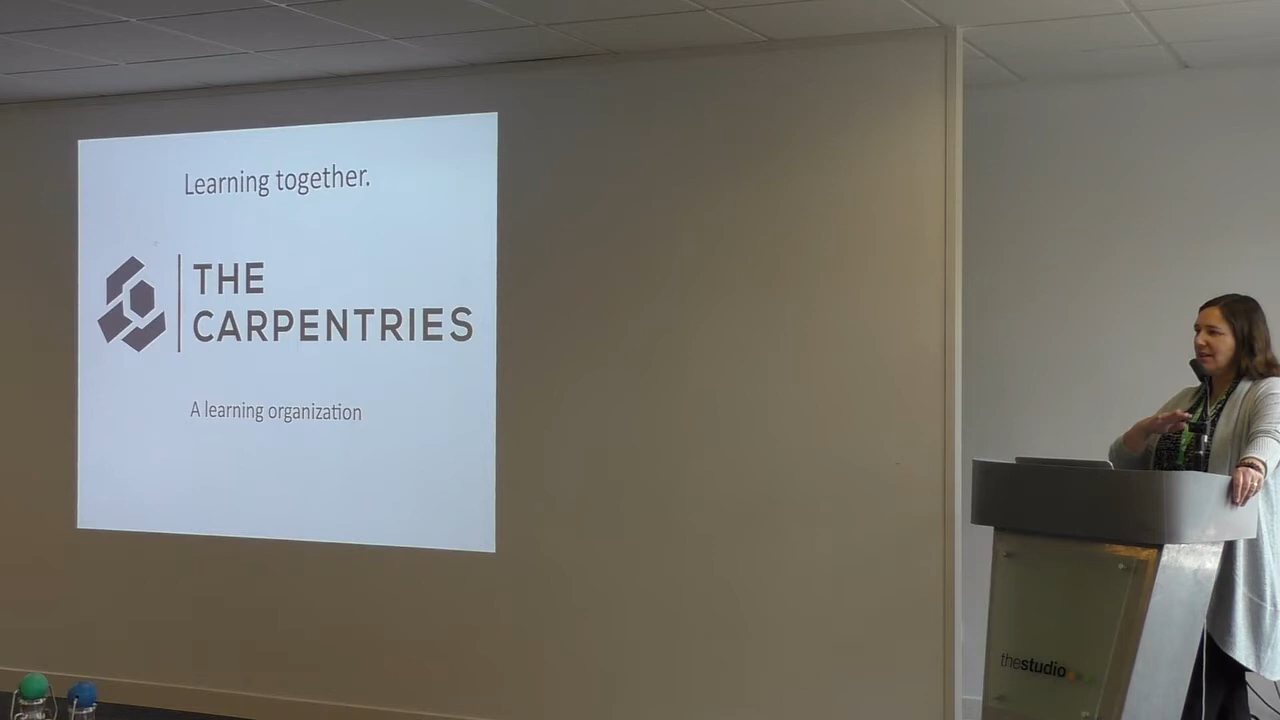 Learning together.
THE
CARPENTRIES
A learning organization
thestudio